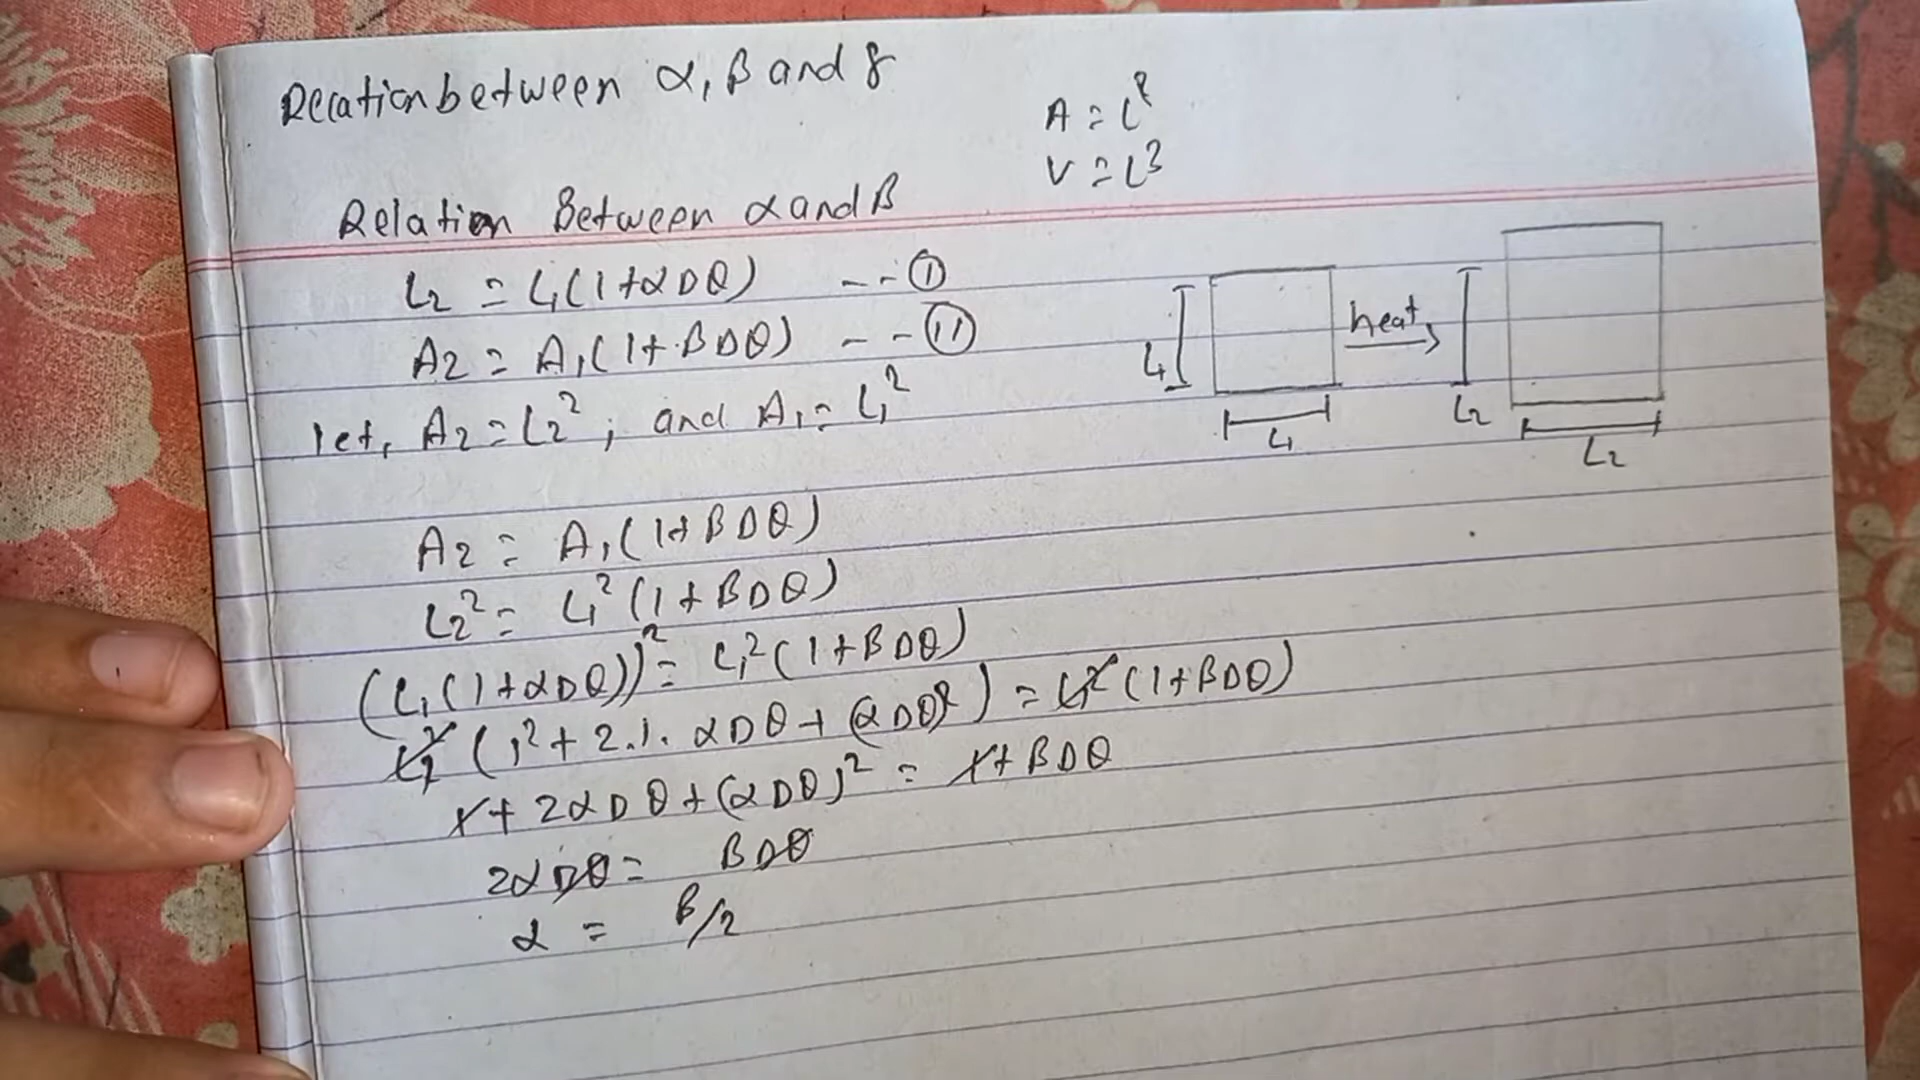 Relation between α, β and γ
A = L²
V = L³
Relation Between α and β
L₂ = L₁(1+αΔθ) --- ①
A₂ = A₁(1+βΔθ) --- ⑪
let, A₂ = L₂² ; and A₁ = L₁²
L₁
L₁
heat
L₂
L₂
A₂ = A₁(1+βΔθ)
L₂² = L₁²(1+βΔθ)
(L₁(1+αΔθ))² = L₁²(1+βΔθ)
L₁²(1²+2.1.αΔθ+(αΔθ)²) = L₁²(1+βΔθ)
1+2αΔθ+(αΔθ)² = 1+βΔθ
2αΔθ = βΔθ
α = β/2